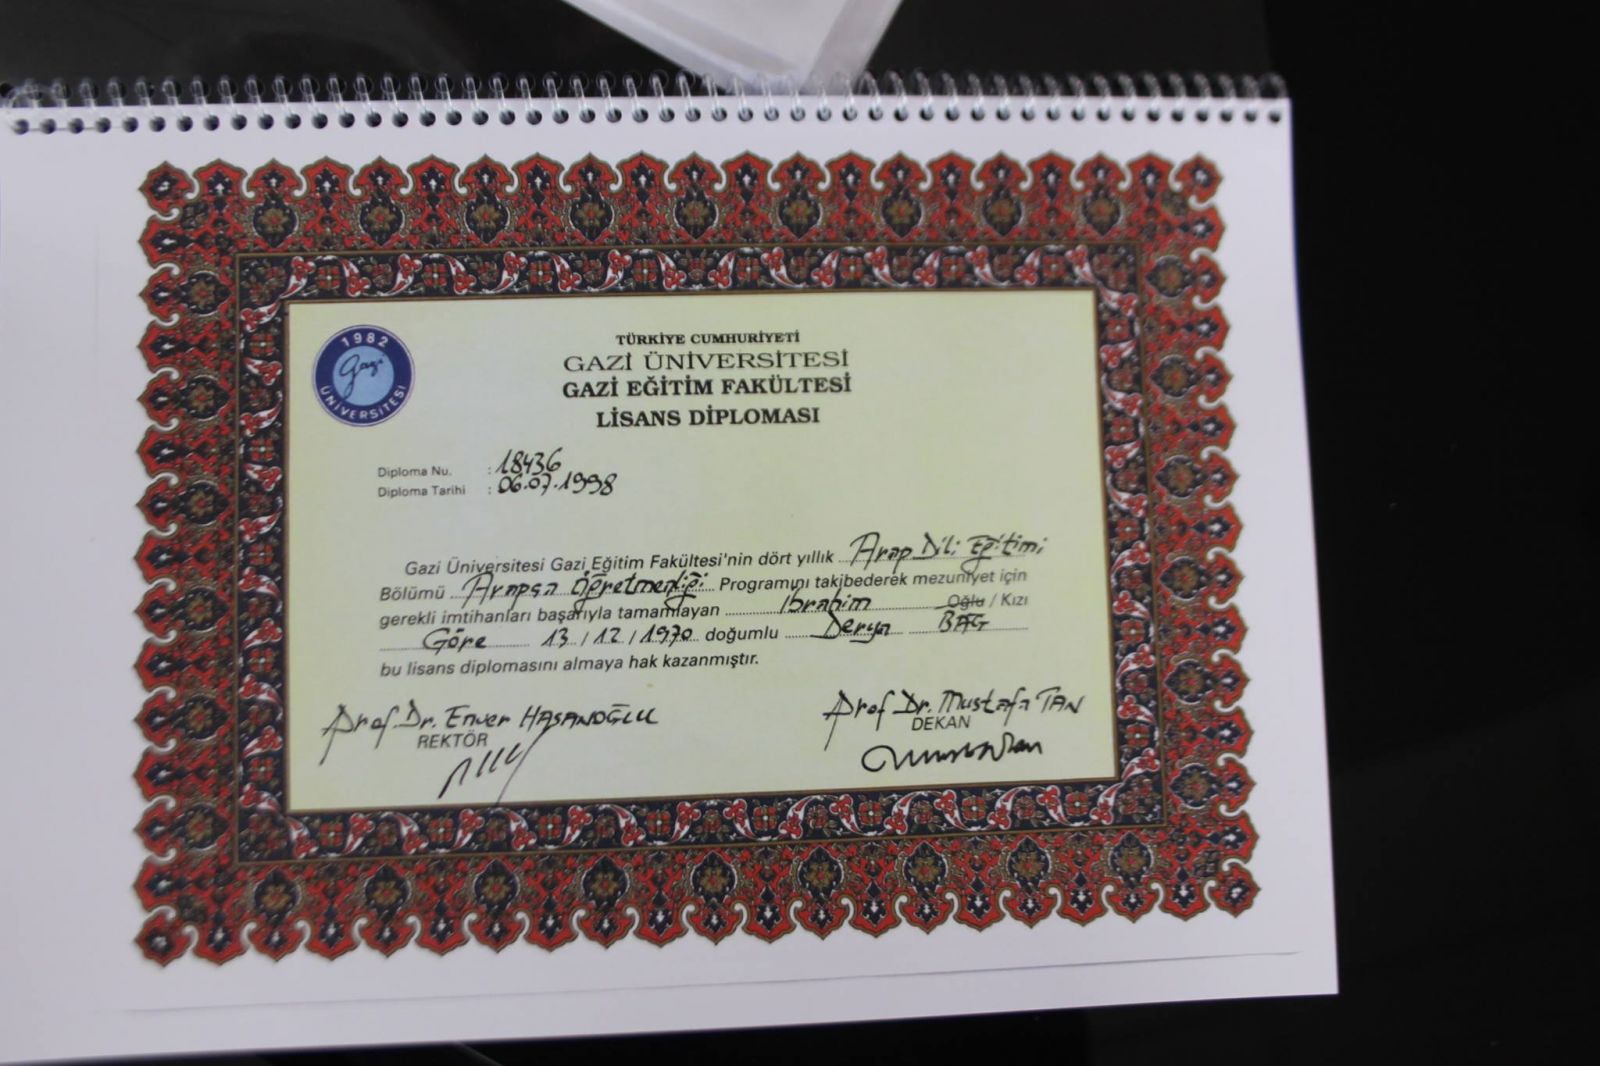 1982
Gazi
ÜNİVERSİTESİ
TÜRKİYE CUMHURİYETİ
GAZİ ÜNİVERSİTESİ
GAZİ EĞİTİM FAKÜLTESİ
LİSANS DİPLOMASI
Diploma Nu. : 18436
Diploma Tarihi : 06.07.1998
Gazi Üniversitesi Gazi Eğitim Fakültesi'nin dört yıllık Arap Dili Eğitimi
Bölümü Arapça Öğretmenliği Programını takibederek mezuniyet için
gerekli imtihanları başarıyla tamamlayan İbrahim Oğlu / Kızı
Göre 13 / 12 / 1970 doğumlu Derya BAĞ
bu lisans diplomasını almaya hak kazanmıştır.
Prof. Dr. Enver HASANOĞLU
REKTÖR
Prof Dr. Mustafa TAN
DEKAN